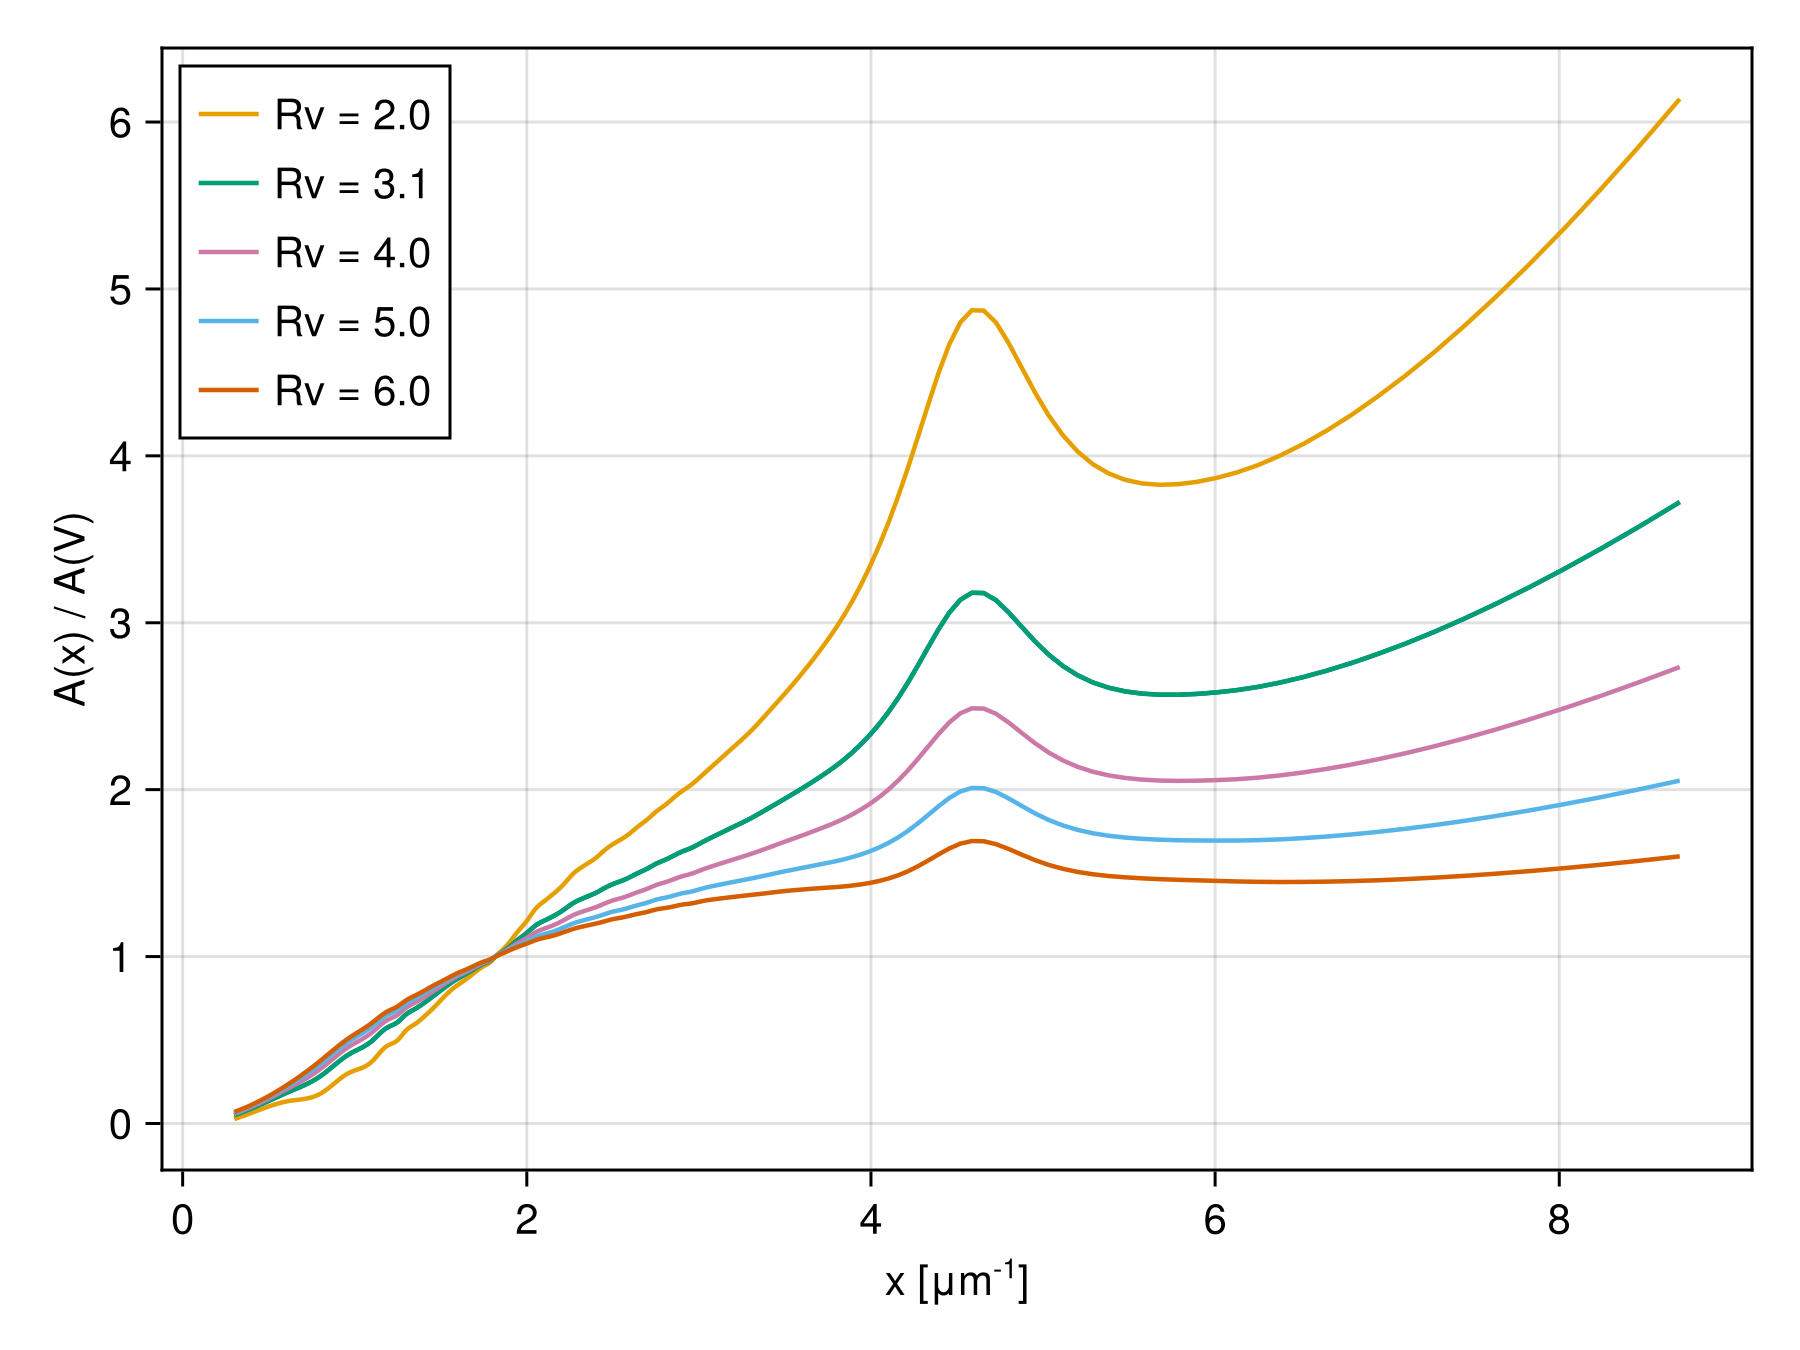 Rv = 2.0
Rv = 3.1
Rv = 4.0
Rv = 5.0
Rv = 6.0
6
5
4
3
2
1
0
A(x) / A(V)
0 2 4 6 8
x [µm⁻¹]